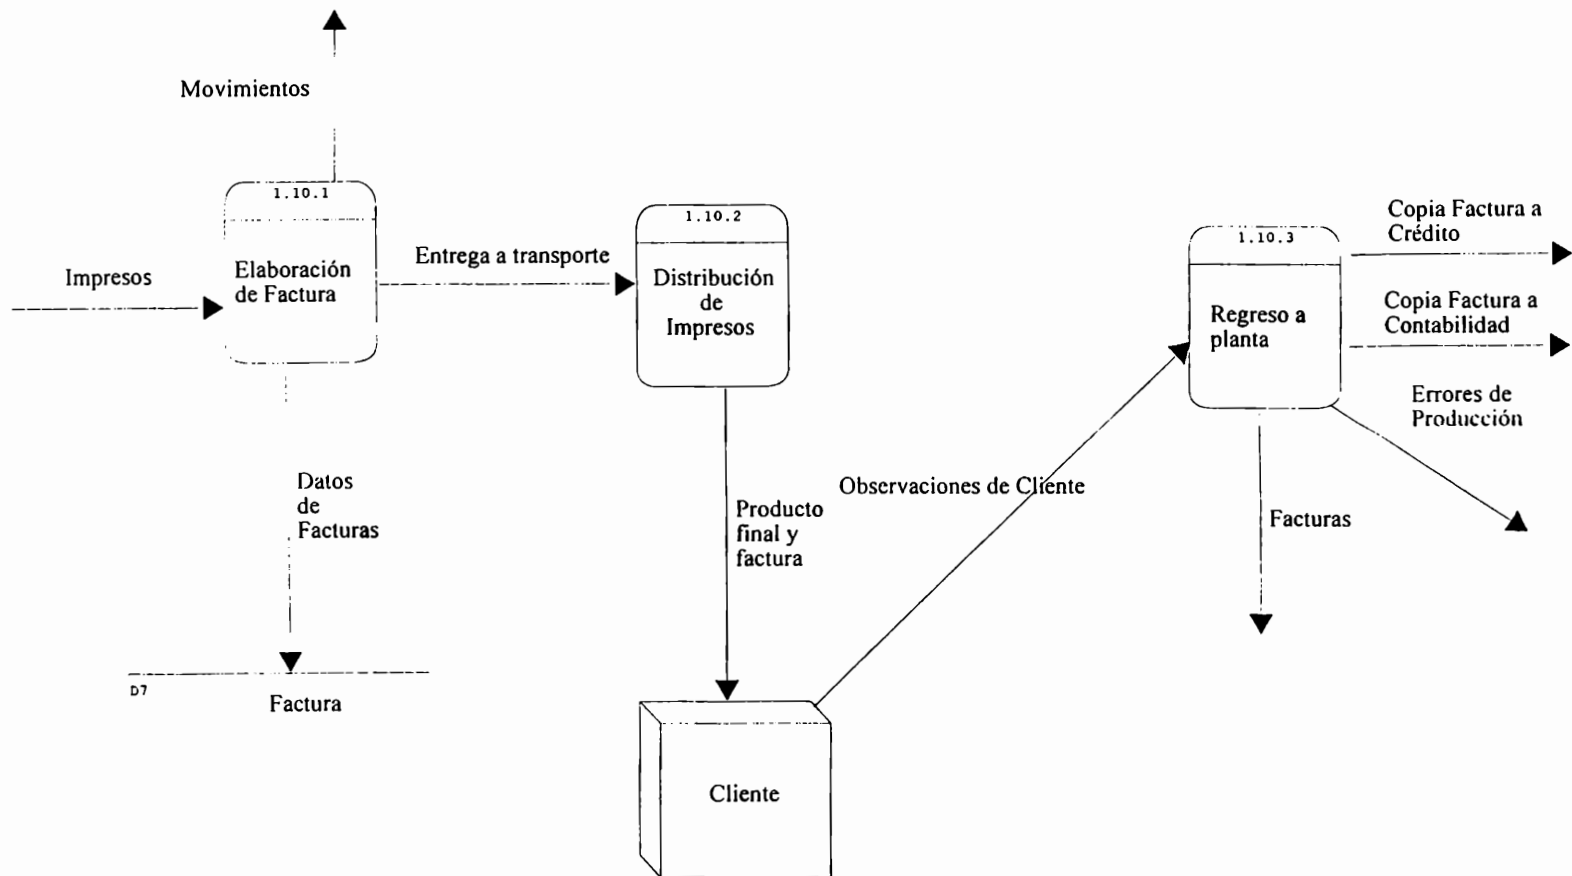 Movimientos
1.10.1
Elaboración
de Factura
Impresos
Entrega a transporte
1.10.2
Distribución
de
Impresos
1.10.3
Regreso a
planta
Copia Factura a
Crédito
Copia Factura a
Contabilidad
Errores de
Producción
Datos
de
Facturas
Producto
final y
factura
Observaciones de Cliente
Facturas
D7
Factura
Cliente